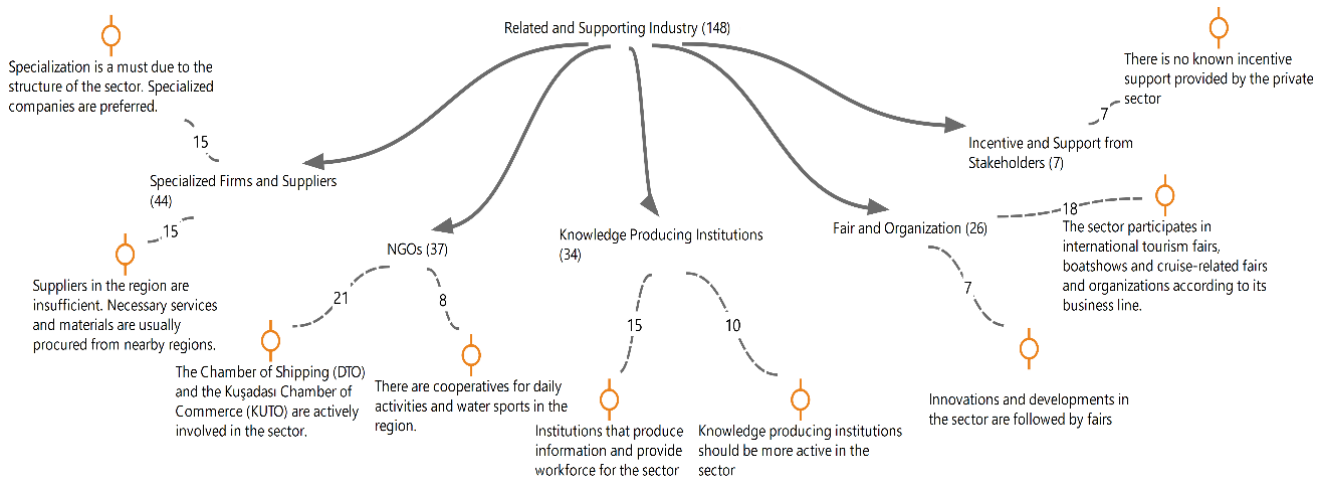 Related and Supporting Industry (148)
Specialization is a must due to the
structure of the sector. Specialized
companies are preferred.
15
Specialized Firms and Suppliers
(44)
15
Suppliers in the region are
insufficient. Necessary services
and materials are usually
procured from nearby regions.
NGOs (37)
21
8
The Chamber of Shipping (DTO)
and the Kuşadası Chamber of
Commerce (KUTO) are actively
involved in the sector.
There are cooperatives for daily
activities and water sports in the
region.
Knowledge Producing Institutions
(34)
15
10
Institutions that produce
information and provide
workforce for the sector
Knowledge producing institutions
should be more active in the
sector
Fair and Organization (26)
18
The sector participates in
international tourism fairs,
boatshows and cruise-related fairs
and organizations according to its
business line.
7
Innovations and developments in
the sector are followed by fairs
There is no known incentive
support provided by the private
sector
7
Incentive and Support from
Stakeholders (7)